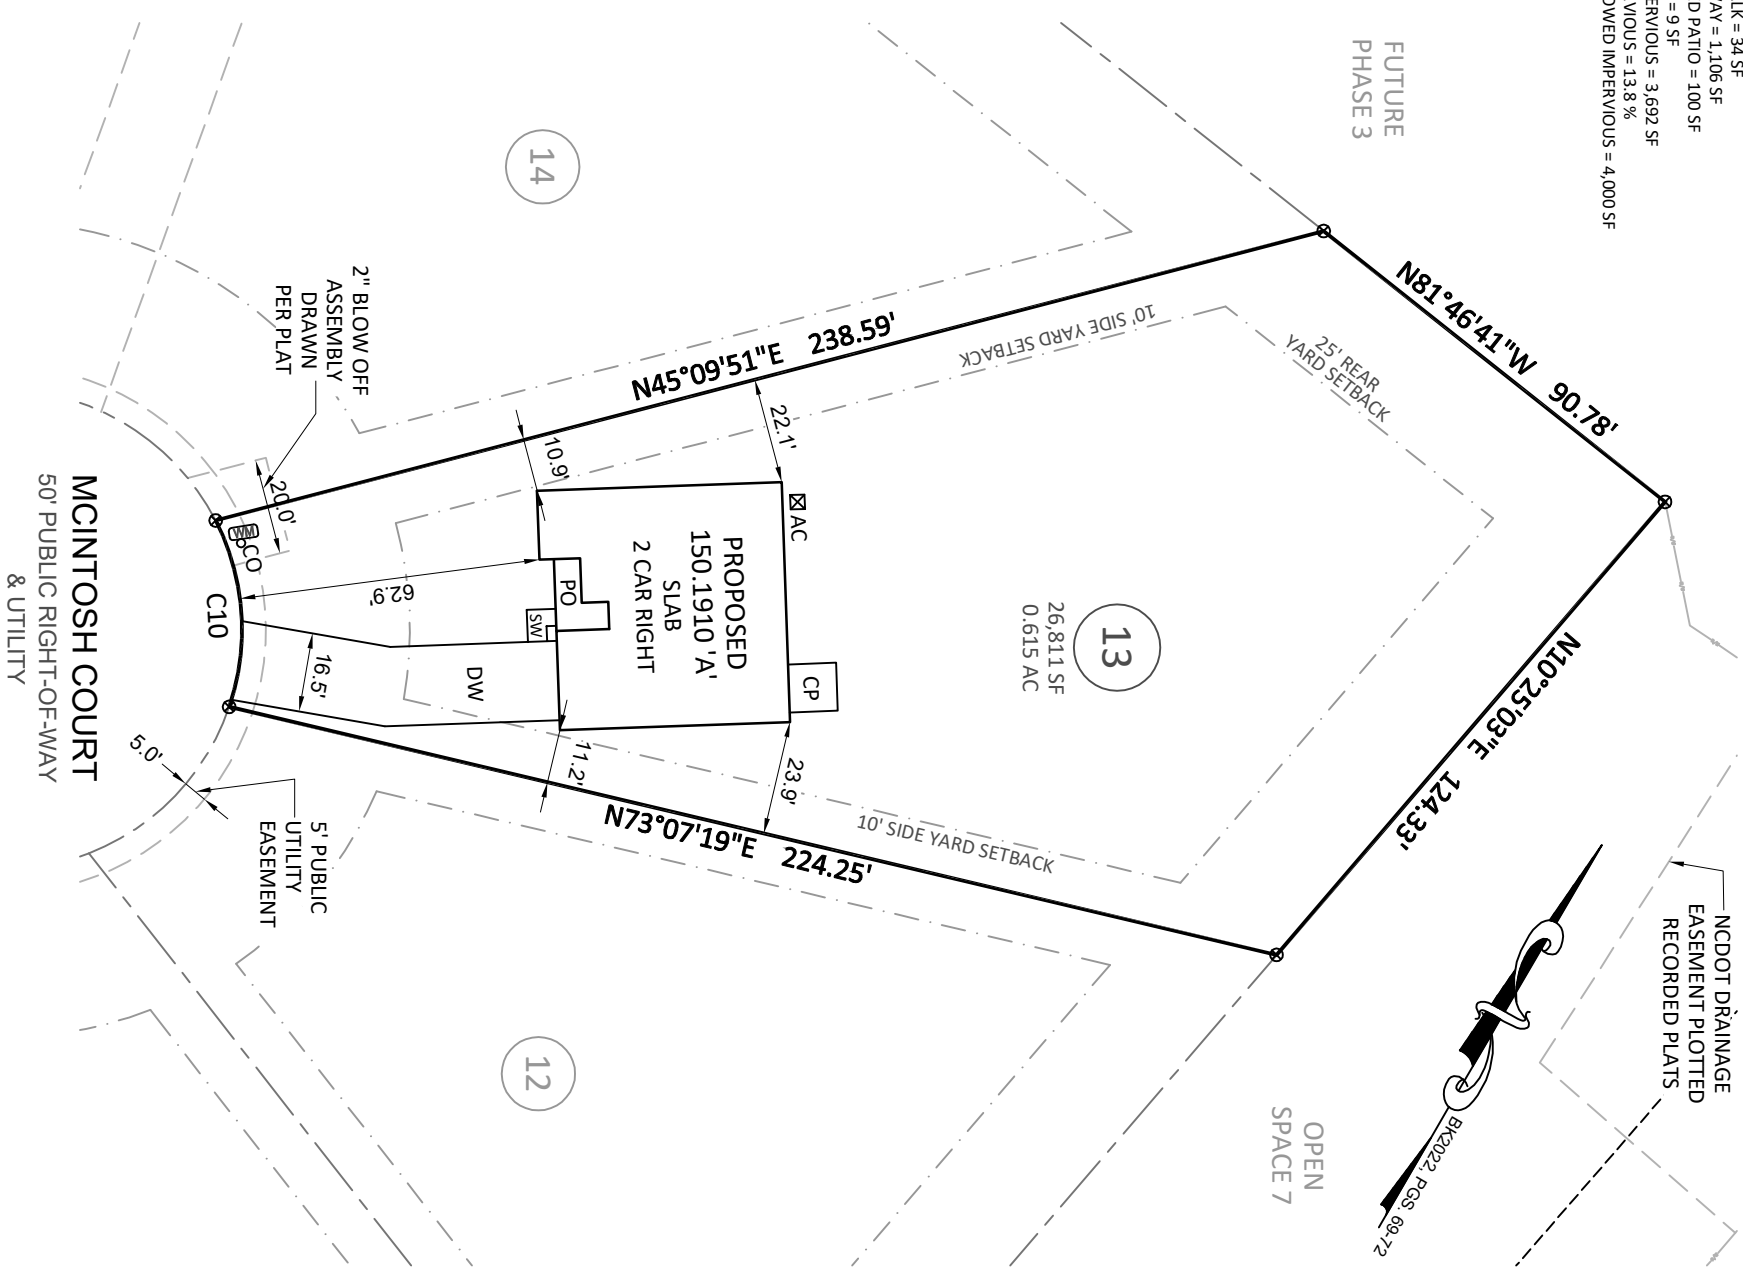 LK = 34 SF
AY = 1,106 SF
D PATIO = 100 SF
= 9 SF
ERVIOUS = 3,692 SF
VIOUS = 13.8 %
OWED IMPERVIOUS = 4,000 SF
FUTURE
PHASE 3
NCDOT DRAINAGE
EASEMENT PLOTTED
RECORDED PLATS
BK2022, PGS. 69-72
OPEN
SPACE 7
N81°46'41"W 90.78'
N10°25'03"E 124.33'
25' REAR
YARD SETBACK
10' SIDE YARD SETBACK
N45°09'51"E 238.59'
13
26,811 SF
0.615 AC
10' SIDE YARD SETBACK
N73°07'19"E 224.25'
14
12
22.1'
AC
CP
23.9'
PROPOSED
150.1910 'A'
SLAB
2 CAR RIGHT
10.9'
PO
SW
11.2'
DW
62.9'
16.5'
2" BLOW OFF
ASSEMBLY
DRAWN
PER PLAT
20.0'
WM
CO
C10
5' PUBLIC
UTILITY
EASEMENT
5.0'
MCINTOSH COURT
50' PUBLIC RIGHT-OF-WAY
& UTILITY